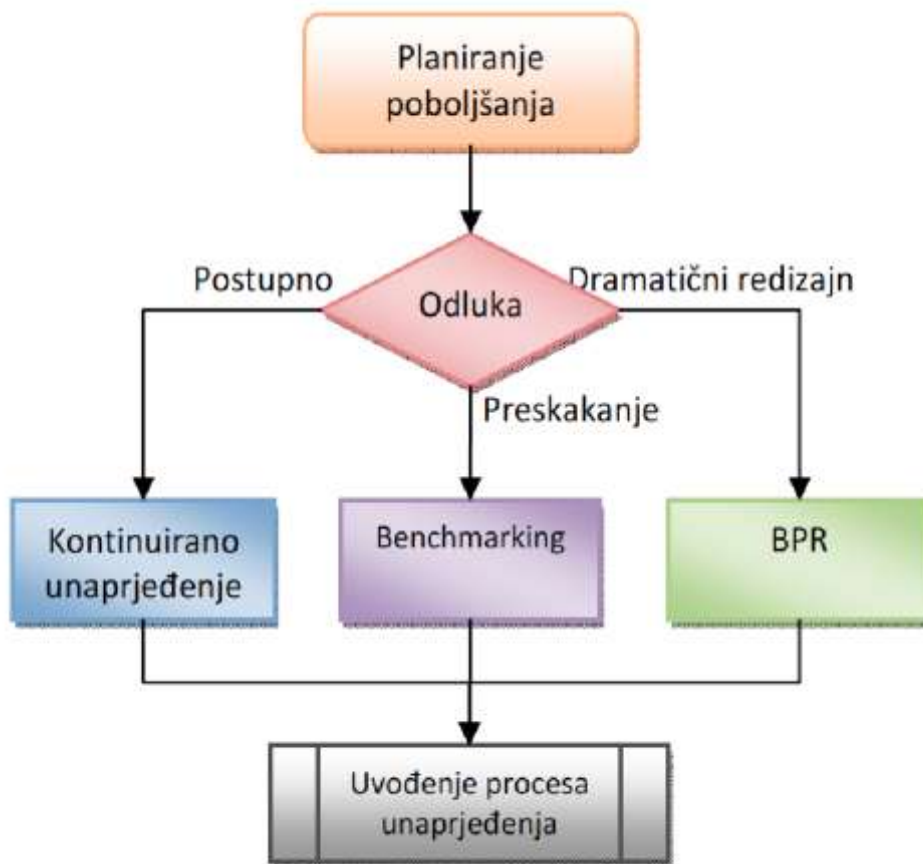 Planiranje
poboljšanja
Postupno
Odluka
Dramatični redizajn
Preskakanje
Kontinuirano
unaprjeđenje
Benchmarking
BPR
Uvođenje procesa
unaprjeđenja